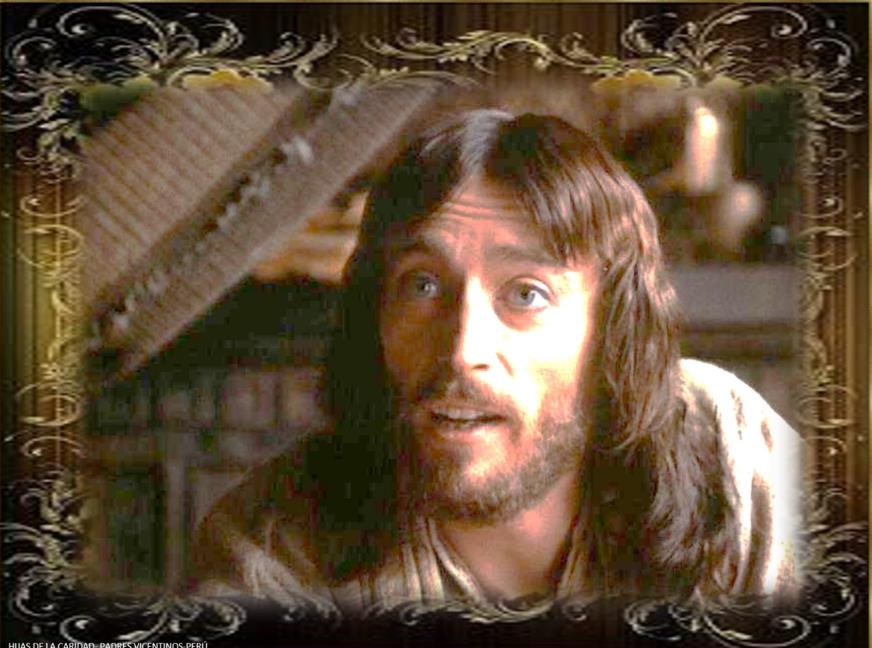 HIJAS DE LA CARIDAD, PADRES VICENTINOS-PERÚ